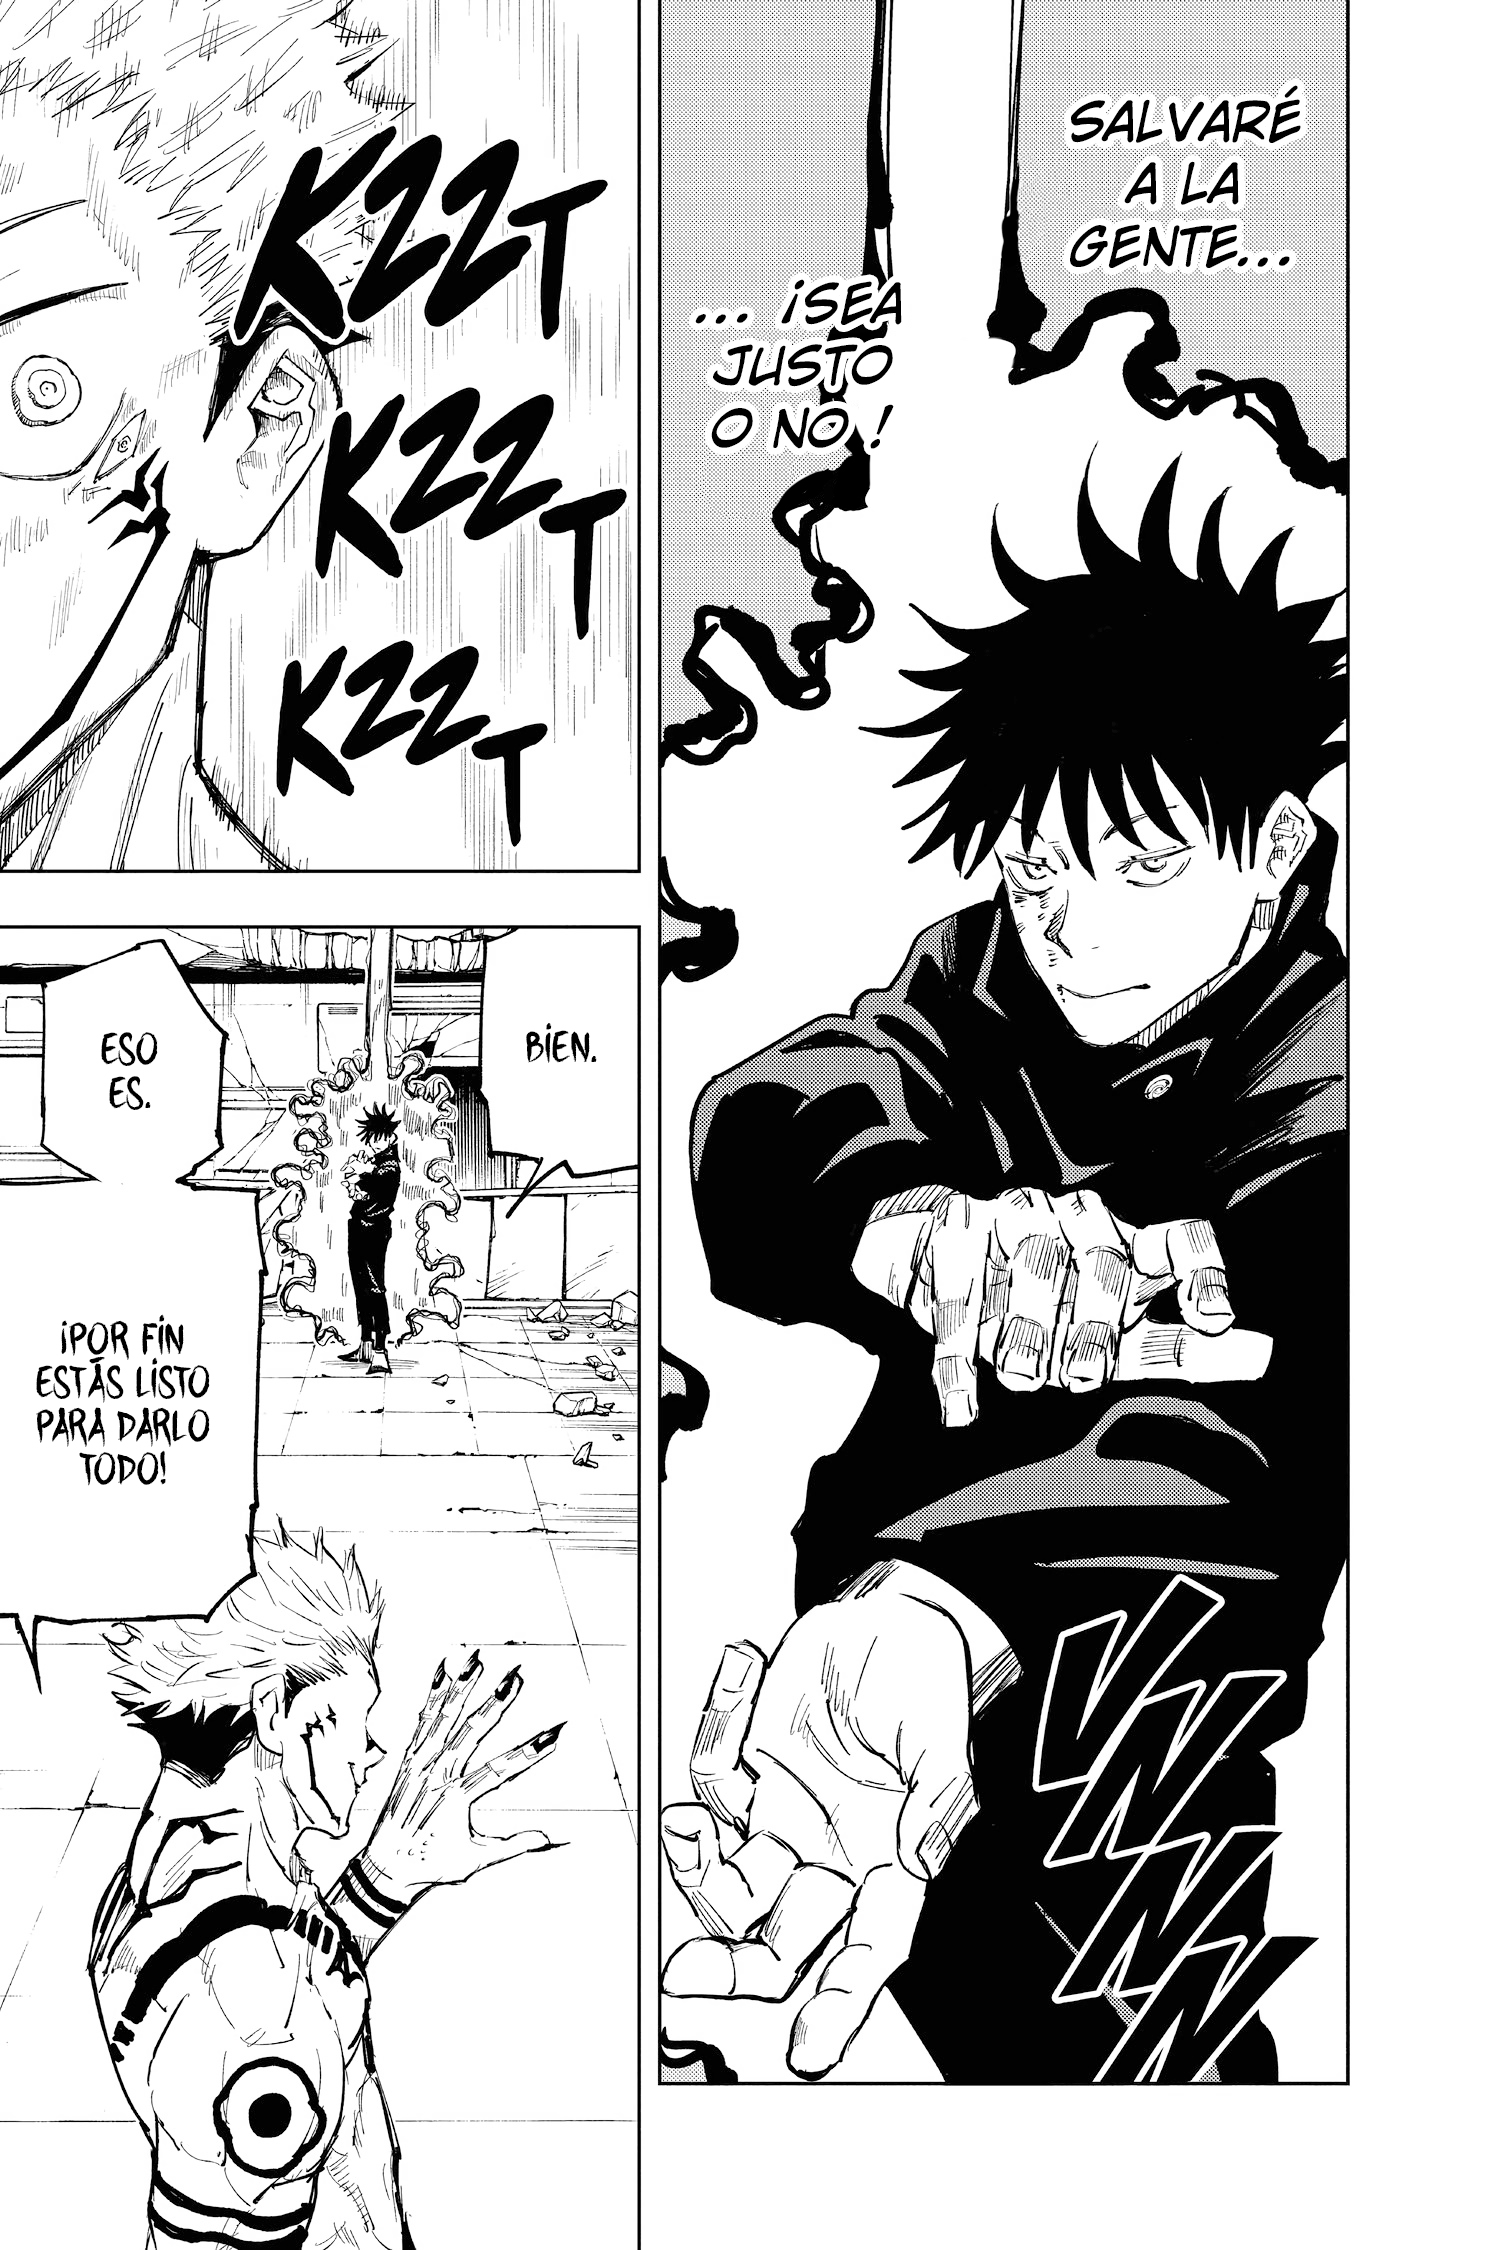 SALVARÉ
A LA
GENTE...
... ¡SEA
JUSTO
O NO !
VN
N
N
N
KZZT
KZZT
KZZT
BIEN.
ESO
ES.
¡POR FIN
ESTÁS LISTO
PARA DARLO
TODO!